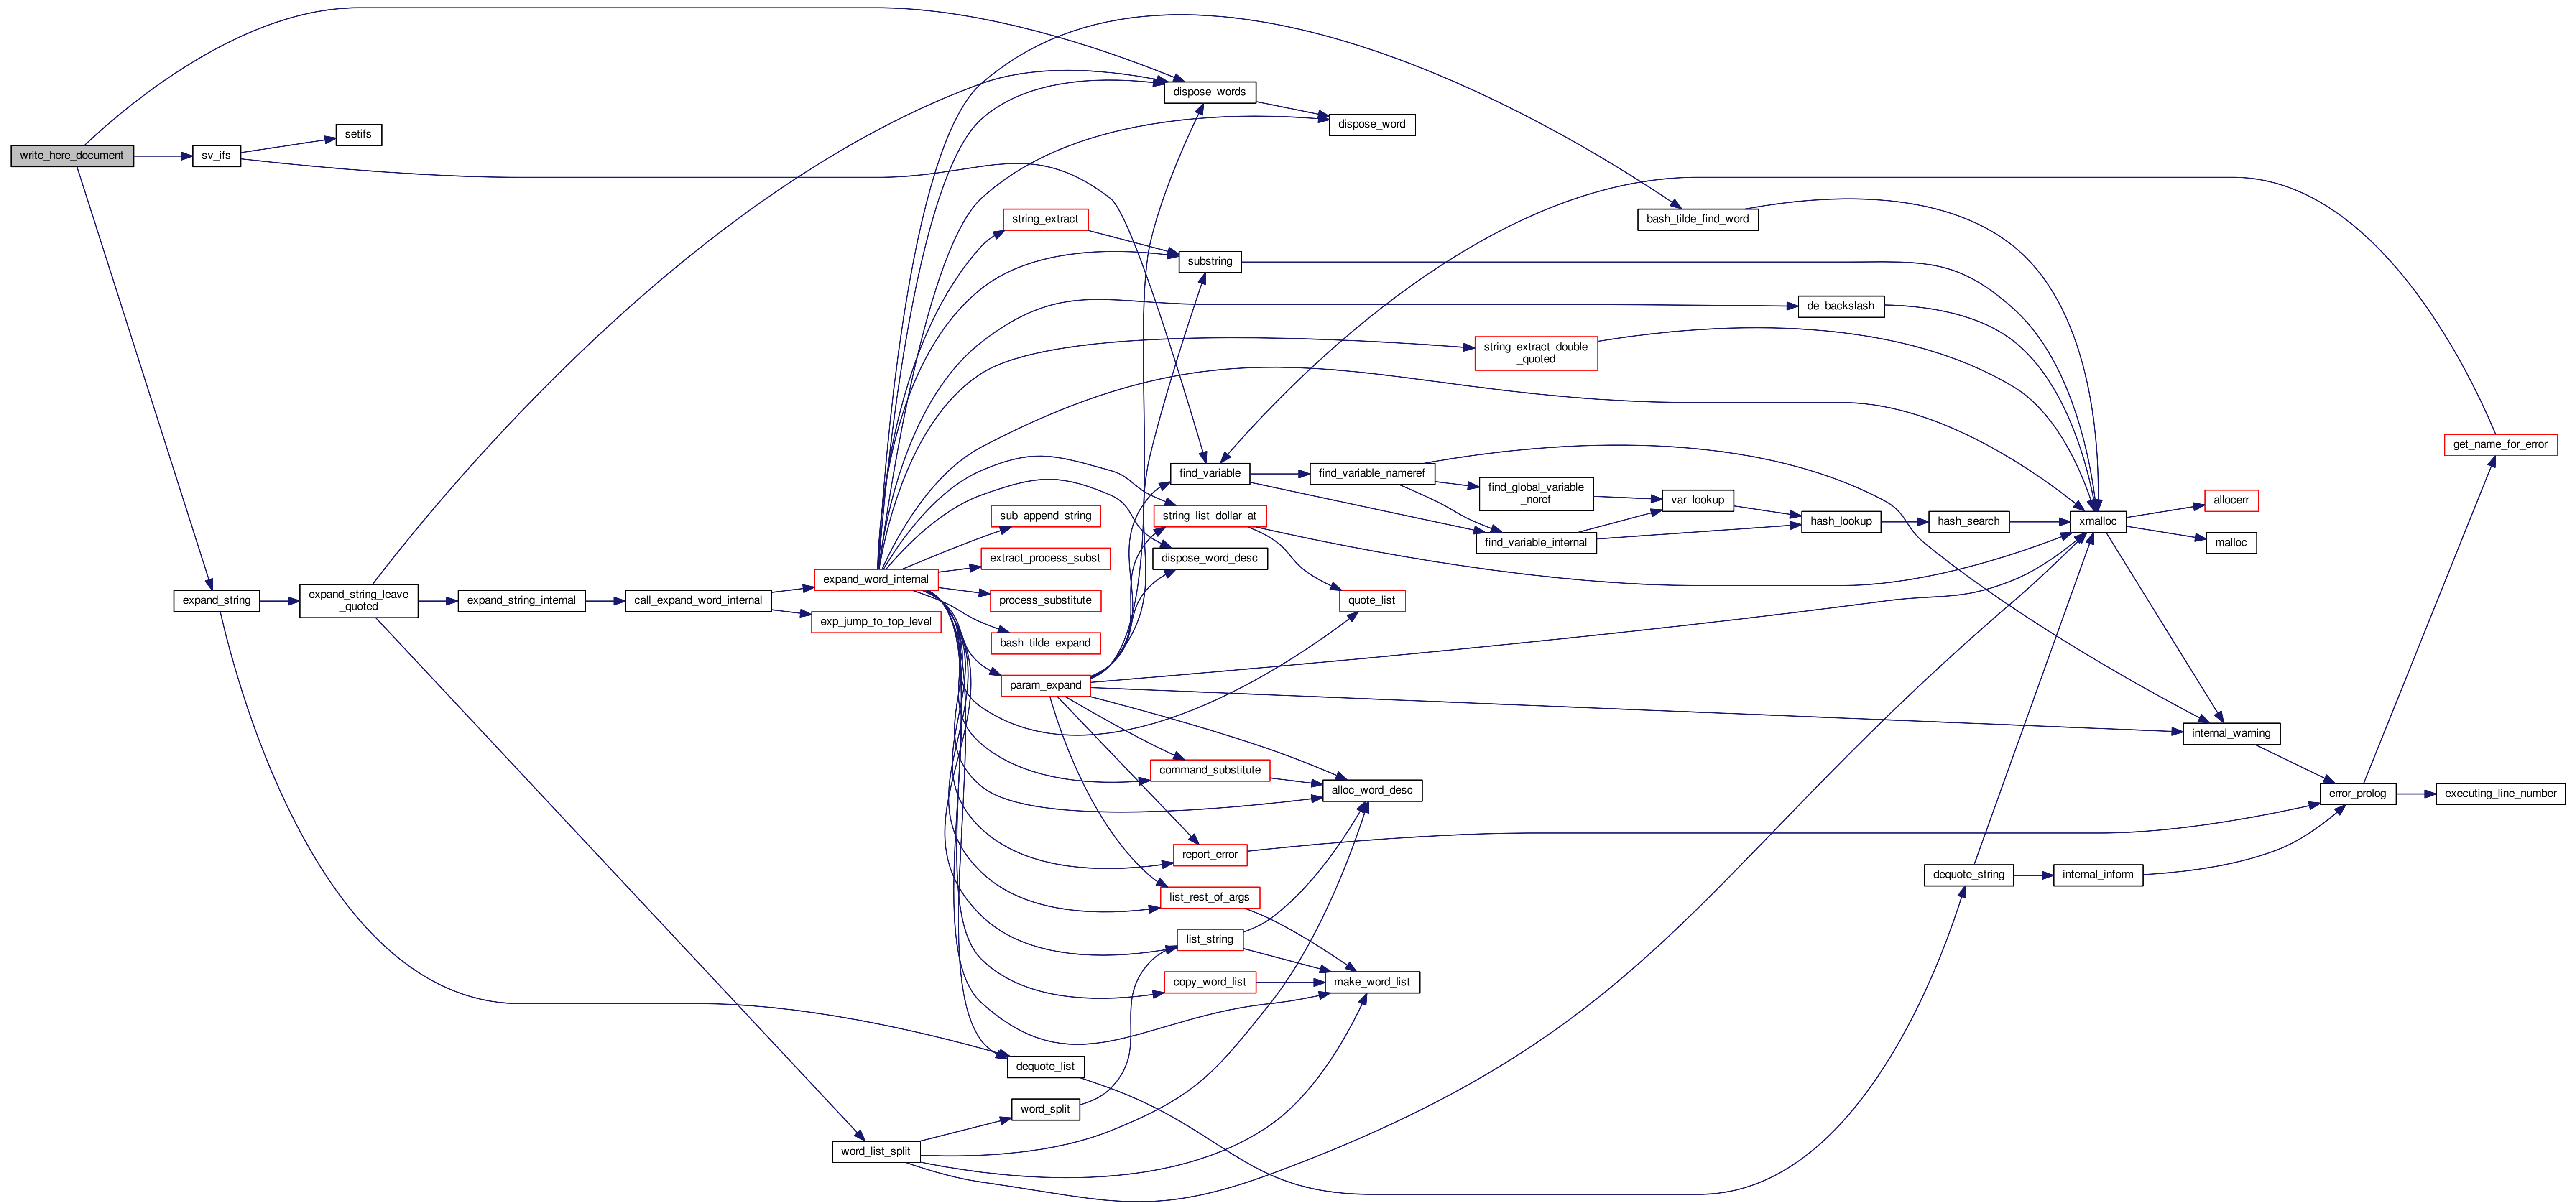 write_here_document
sv_ifs
setifs
dispose_words
dispose_word
string_extract
bash_tilde_find_word
substring
de_backslash
string_extract_double
_quoted
get_name_for_error
find_variable
find_variable_nameref
find_global_variable
_noref
var_lookup
allocerr
sub_append_string
string_list_dollar_at
hash_lookup
hash_search
xmalloc
find_variable_internal
malloc
extract_process_subst
dispose_word_desc
expand_word_internal
expand_string
expand_string_leave
_quoted
expand_string_internal
call_expand_word_internal
process_substitute
quote_list
exp_jump_to_top_level
bash_tilde_expand
param_expand
internal_warning
command_substitute
alloc_word_desc
error_prolog
executing_line_number
report_error
dequote_string
internal_inform
list_rest_of_args
list_string
copy_word_list
make_word_list
dequote_list
word_split
word_list_split